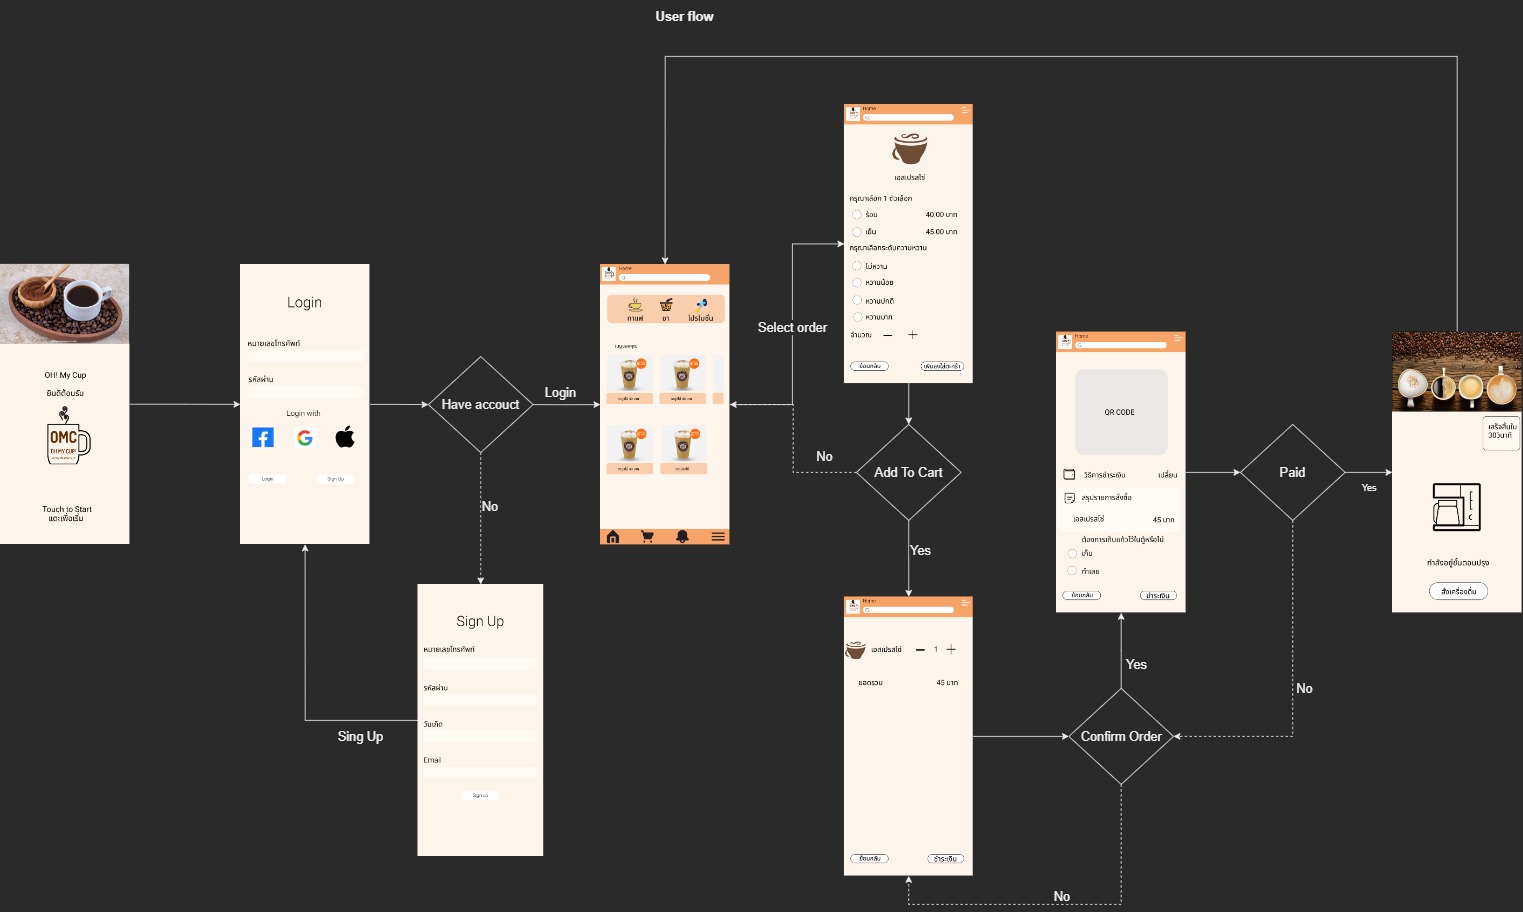 User flow
OH! My Cup
ยินดีต้อนรับ
OMC
OH MY CUP!
Touch to Start
แตะเพื่อเริ่ม
Login
หมายเลขโทรศัพท์
รหัสผ่าน
Login with
Login
Sign Up
Have accouct
Login
No
Sign Up
หมายเลขโทรศัพท์
รหัสผ่าน
วันเกิด
Email
Sign up
Sing Up
Home
กาแฟ
ชา
โปรโมชั่น
Select order
Home
เอสเปรสโซ่
กรุณาเลือก 1 ตัวเลือก
ร้อน 40.00 บาท
เย็น 45.00 บาท
กรุณาเลือกระดับความหวาน
ไม่หวาน
หวานน้อย
หวานปกติ
หวานมาก
จำนวน
ย้อนกลับ
เพิ่มลงใส่ตะกร้า
No
Add To Cart
Yes
Home
เอสเปรสโซ่ 1
ยอดรวม 45 บาท
ย้อนกลับ ชำระเงิน
Confirm Order
No
Yes
Home
QR CODE
วิธีการชำระเงิน เปลี่ยน
สรุปรายการสั่งซื้อ
เอสเปรสโซ่ 45 บาท
ต้องการเก็บแก้วไว้ในตู้หรือไม่
เก็บ
ทำเลย
ย้อนกลับ ชำระเงิน
Paid
Yes
No
เสร็จสิ้นใน
30วินาที
กำลังอยู่ขั้นตอนปรุง
สั่งเครื่องดื่ม